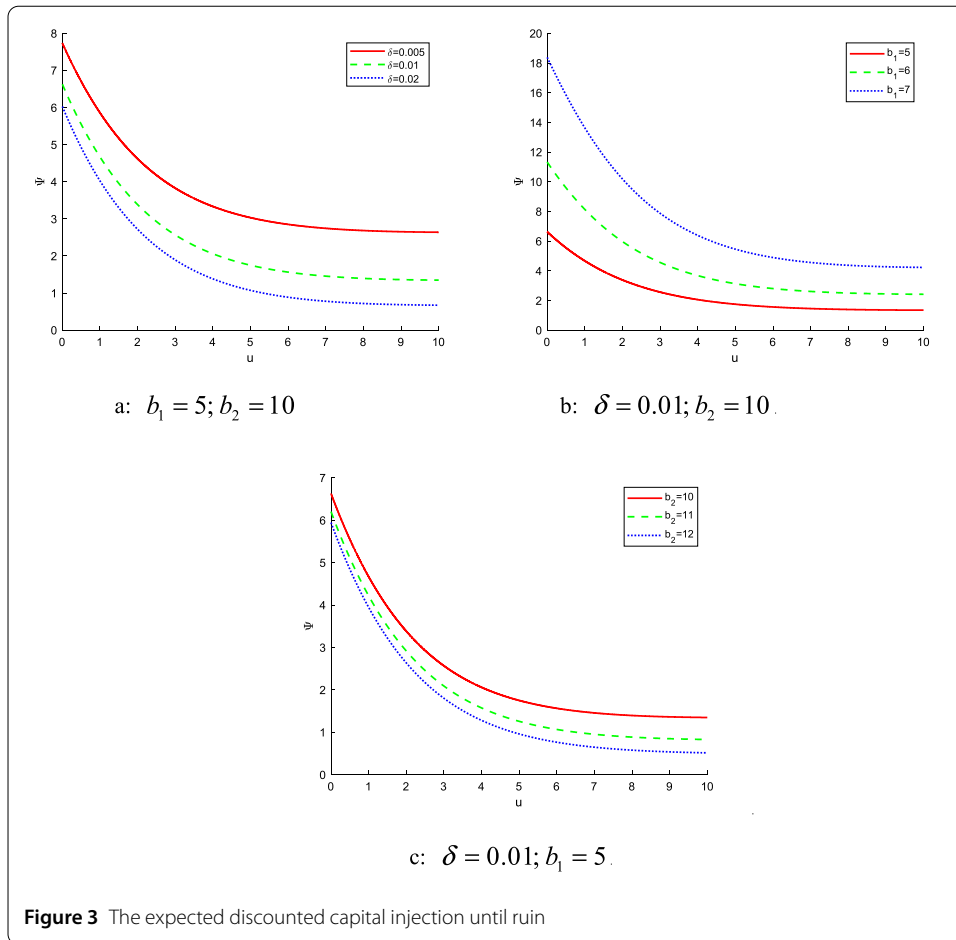 8
7
6
5
4
3
2
1
0
Ψ
0 1 2 3 4 5 6 7 8 9 10
u
δ=0.005
δ=0.01
δ=0.02
a: b₁ = 5; b₂ = 10
20
18
16
14
12
10
8
6
4
2
0
Ψ
0 1 2 3 4 5 6 7 8 9 10
u
b₁=5
b₁=6
b₁=7
b: δ = 0.01; b₂ = 10.
7
6
5
4
3
2
1
0
Ψ
0 1 2 3 4 5 6 7 8 9 10
u
b₂=10
b₂=11
b₂=12
c: δ = 0.01; b₁ = 5.
Figure 3 The expected discounted capital injection until ruin